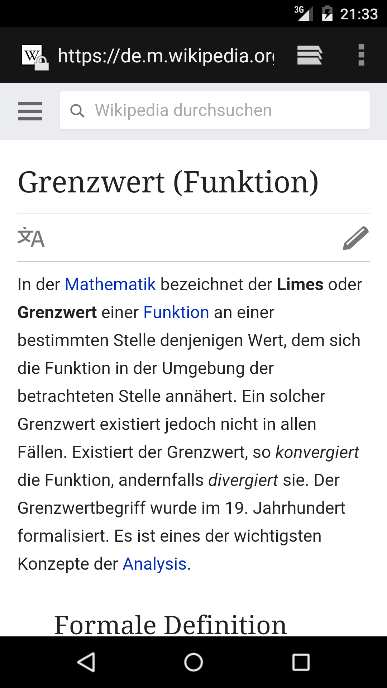 3G 21:33
W https://de.m.wikipedia.org
Wikipedia durchsuchen
Grenzwert (Funktion)
文A
In der Mathematik bezeichnet der Limes oder
Grenzwert einer Funktion an einer
bestimmten Stelle denjenigen Wert, dem sich
die Funktion in der Umgebung der
betrachteten Stelle annähert. Ein solcher
Grenzwert existiert jedoch nicht in allen
Fällen. Existiert der Grenzwert, so konvergiert
die Funktion, andernfalls divergiert sie. Der
Grenzwertbegriff wurde im 19. Jahrhundert
formalisiert. Es ist eines der wichtigsten
Konzepte der Analysis.
Formale Definition